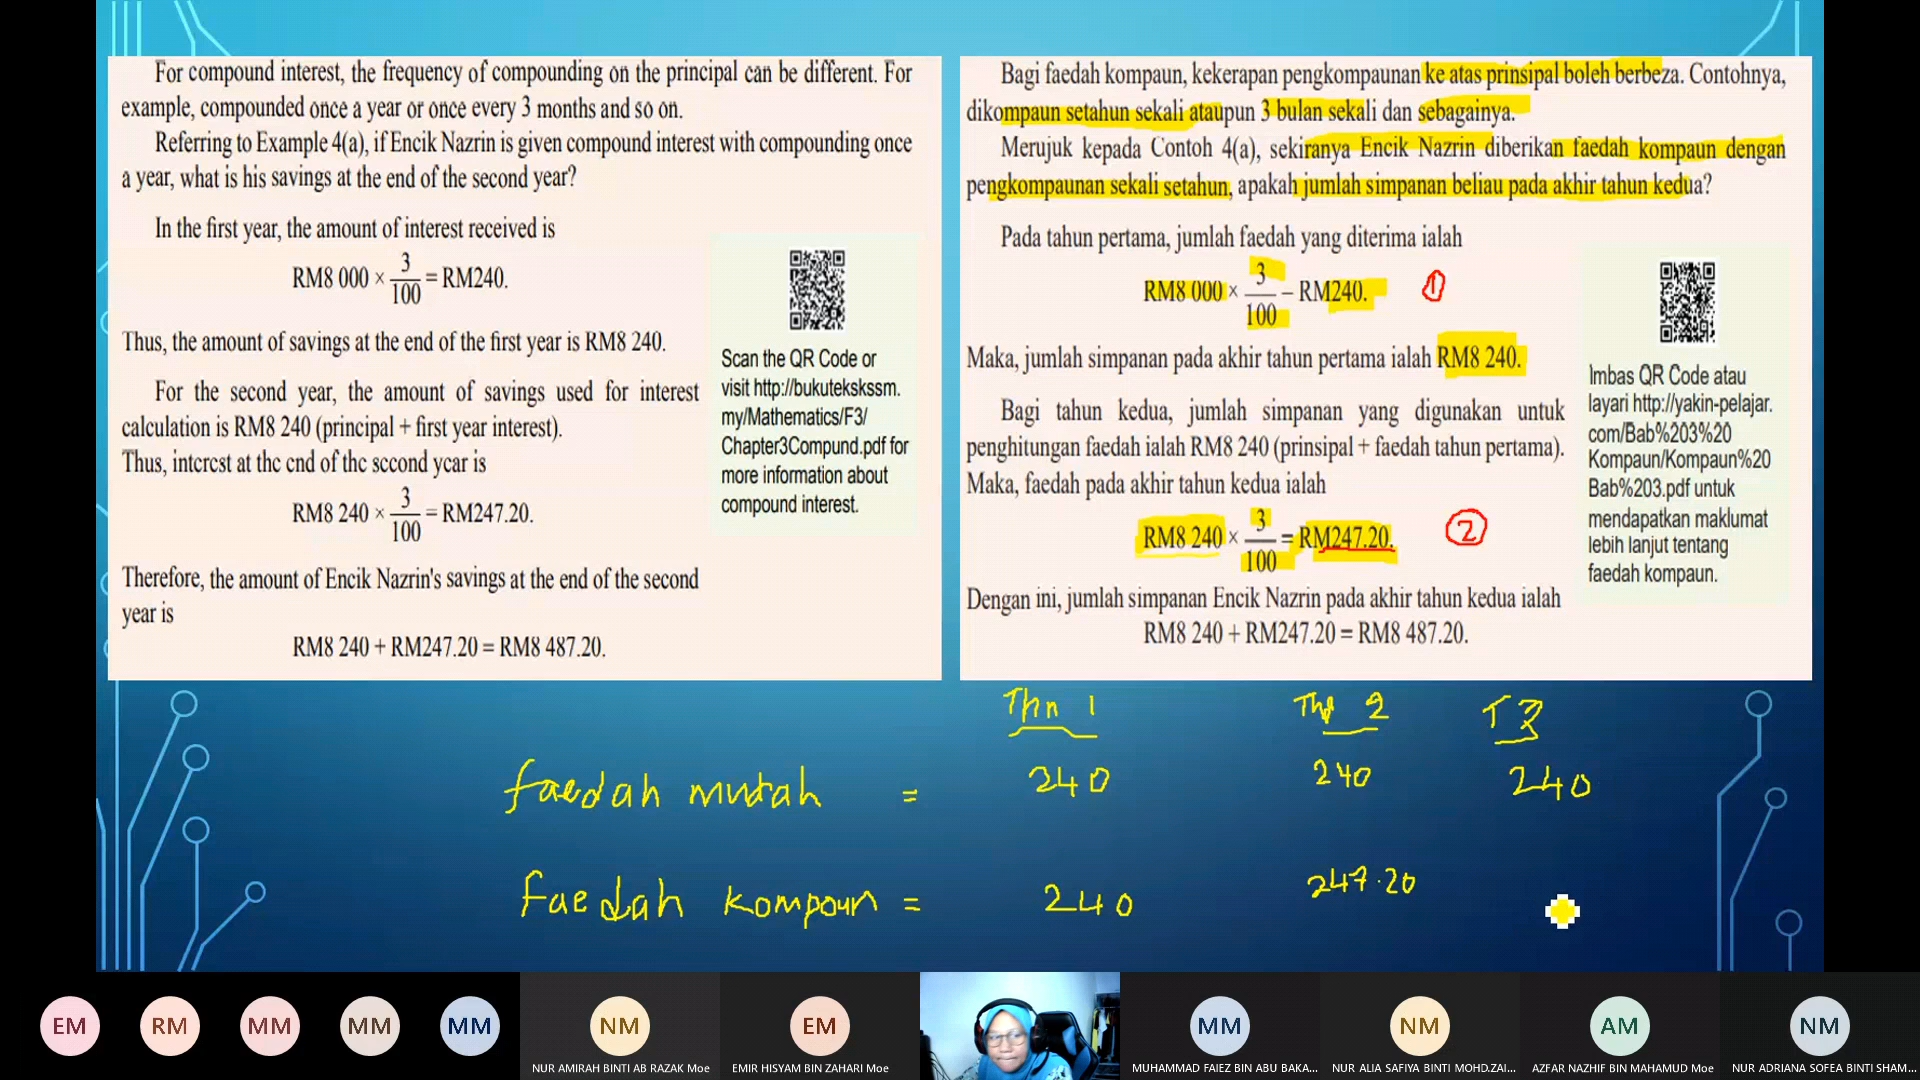 For compound interest, the frequency of compounding on the principal can be different. For
example, compounded once a year or once every 3 months and so on.
Referring to Example 4(a), if Encik Nazrin is given compound interest with compounding once
a year, what is his savings at the end of the second year?
In the first year, the amount of interest received is
RM8 000 × 3/100 = RM240.
Thus, the amount of savings at the end of the first year is RM8 240.
For the second year, the amount of savings used for interest
calculation is RM8 240 (principal + first year interest).
Thus, interest at the end of the second year is
RM8 240 × 3/100 = RM247.20.
Therefore, the amount of Encik Nazrin's savings at the end of the second
year is
RM8 240 + RM247.20 = RM8 487.20.
Scan the QR Code or
visit http://bukutekskssm.
my/Mathematics/F3/
Chapter3Compund.pdf for
more information about
compound interest.
Bagi faedah kompaun, kekerapan pengkompaunan ke atas prinsipal boleh berbeza. Contohnya,
dikompaun setahun sekali ataupun 3 bulan sekali dan sebagainya.
Merujuk kepada Contoh 4(a), sekiranya Encik Nazrin diberikan faedah kompaun dengan
pengkompaunan sekali setahun, apakah jumlah simpanan beliau pada akhir tahun kedua?
Pada tahun pertama, jumlah faedah yang diterima ialah
RM8 000 × 3/100 – RM240. 1
Maka, jumlah simpanan pada akhir tahun pertama ialah RM8 240.
Bagi tahun kedua, jumlah simpanan yang digunakan untuk
penghitungan faedah ialah RM8 240 (prinsipal + faedah tahun pertama).
Maka, faedah pada akhir tahun kedua ialah
RM8 240 × 3/100 = RM247.20. 2
Dengan ini, jumlah simpanan Encik Nazrin pada akhir tahun kedua ialah
RM8 240 + RM247.20 = RM8 487.20.
Imbas QR Code atau
layari http://yakin-pelajar.
com/Bab%203%20
Kompaun/Kompaun%20
Bab%203.pdf untuk
mendapatkan maklumat
lebih lanjut tentang
faedah kompaun.
Thn 1 Thn 2 T3
faedah mudah = 240 240 240
Faedah kompoun = 240 247.20
EM RM MM MM MM NM EM MM NM AM NM
NUR AMIRAH BINTI AB RAZAK Moe
EMIR HISYAM BIN ZAHARI Moe
MUHAMMAD FAIEZ BIN ABU BAKA...
NUR ALIA SAFIYA BINTI MOHD.ZAI...
AZFAR NAZHIF BIN MAHAMUD Moe
NUR ADRIANA SOFEA BINTI SHAM...